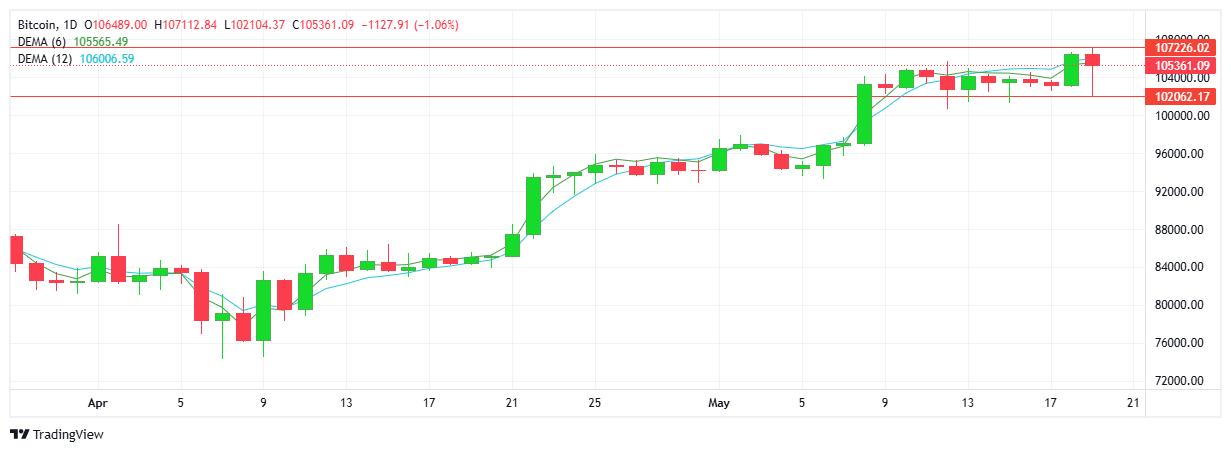 Bitcoin, 1D O106489.00 H107112.84 L102104.37 C105361.09 −1127.91 (−1.06%)
DEMA (6) 105565.49
DEMA (12) 106006.59
108000.00
107226.02
105361.09
104000.00
102062.17
100000.00
96000.00
92000.00
88000.00
84000.00
80000.00
76000.00
72000.00
Apr 5 9 13 17 21 25 May 5 9 13 17 21
TradingView